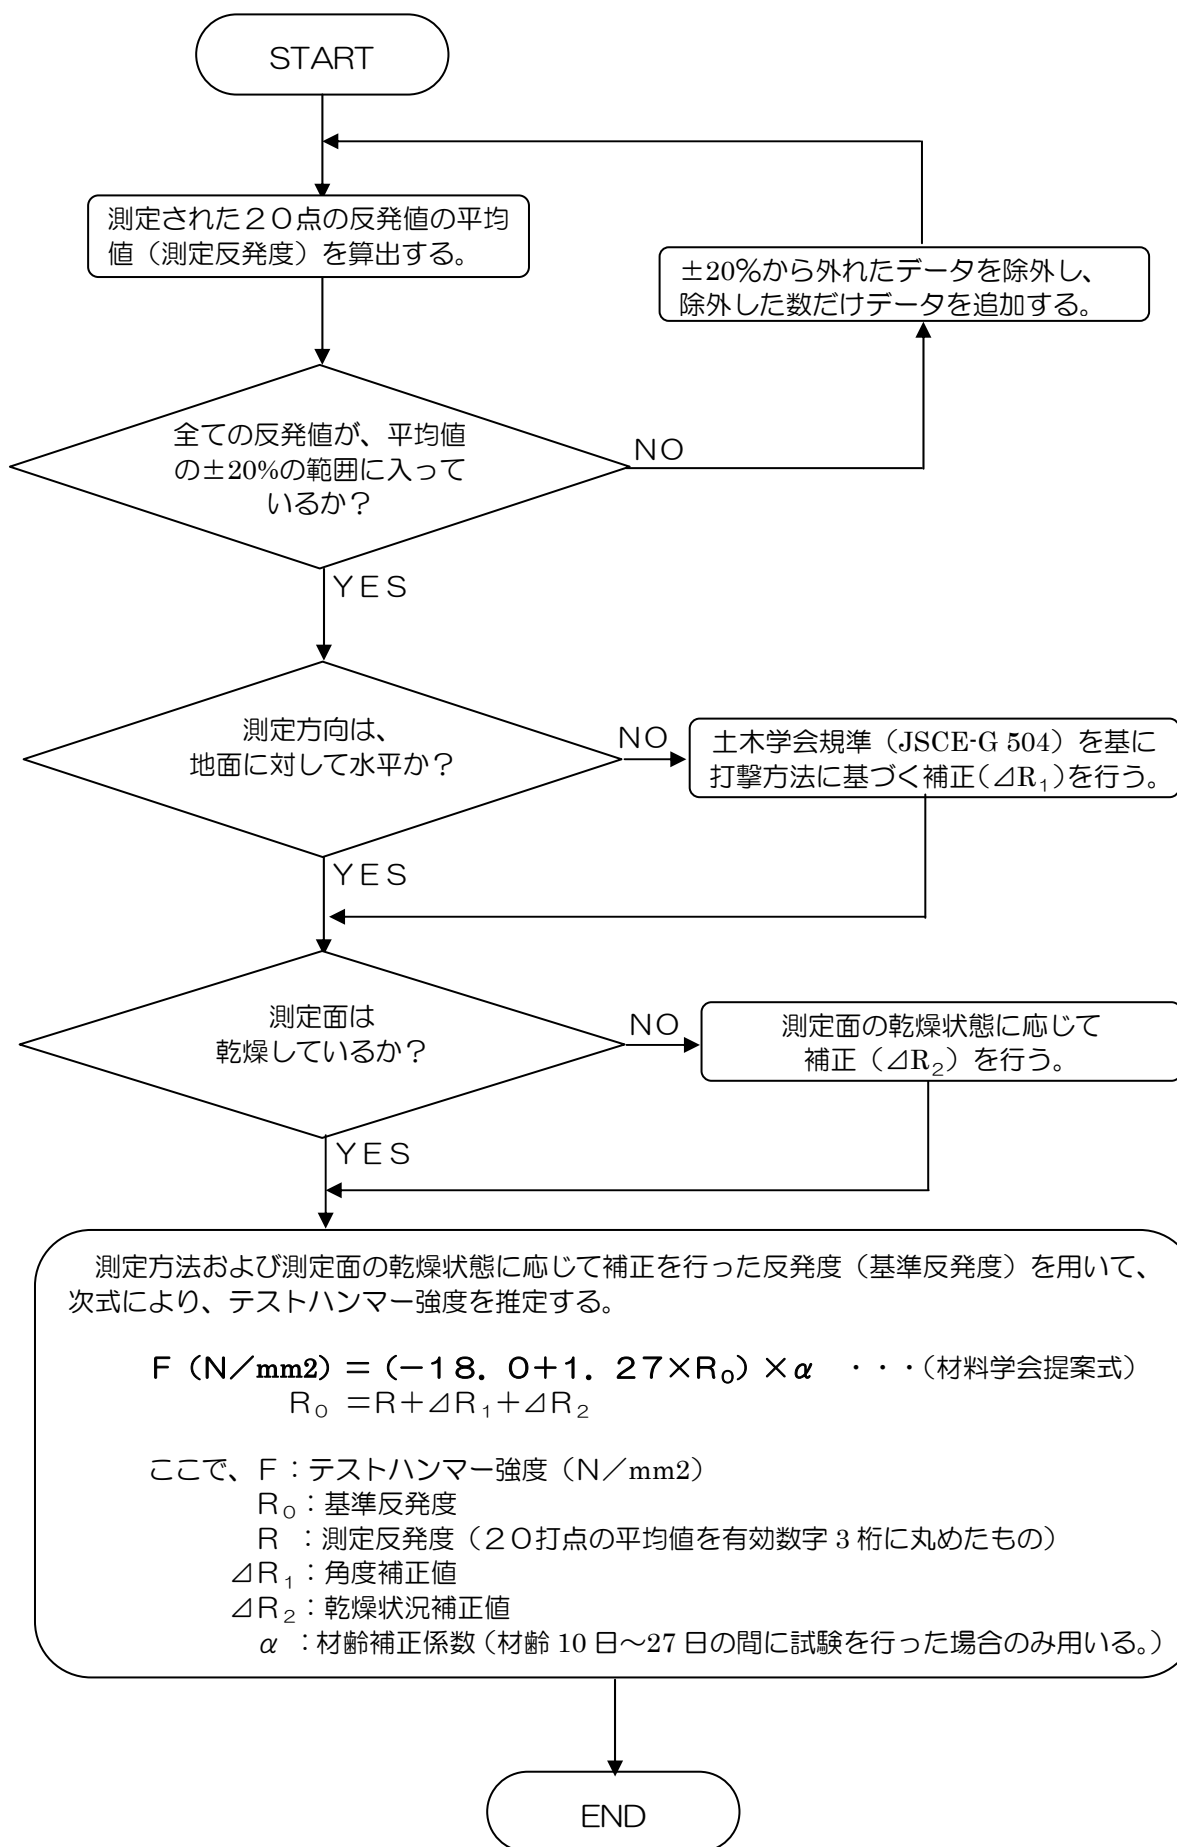 START
測定された２０点の反発値の平均
値（測定反発度）を算出する。
±20％から外れたデータを除外し、
除外した数だけデータを追加する。
全ての反発値が、平均値
の±20%の範囲に入って
いるか？
ＮＯ
ＹＥＳ
測定方向は、
地面に対して水平か？
ＮＯ
土木学会規準（JSCE-G 504）を基に
打撃方法に基づく補正（⊿R₁）を行う。
ＹＥＳ
測定面は
乾燥しているか？
ＮＯ
測定面の乾燥状態に応じて
補正（⊿R₂）を行う。
ＹＥＳ
測定方法および測定面の乾燥状態に応じて補正を行った反発度（基準反発度）を用いて、
次式により、テストハンマー強度を推定する。
Ｆ（Ｎ／mm2）＝（－１８．０＋１．２７×Ｒ₀）×α　・・・（材料学会提案式）
Ｒ₀ ＝Ｒ＋⊿Ｒ₁＋⊿Ｒ₂
ここで、Ｆ：テストハンマー強度（Ｎ／mm2）
Ｒ₀：基準反発度
Ｒ ：測定反発度（２０打点の平均値を有効数字 3 桁に丸めたもの）
⊿Ｒ₁：角度補正値
⊿Ｒ₂：乾燥状況補正値
α ：材齢補正係数（材齢 10 日～27 日の間に試験を行った場合のみ用いる。）
END